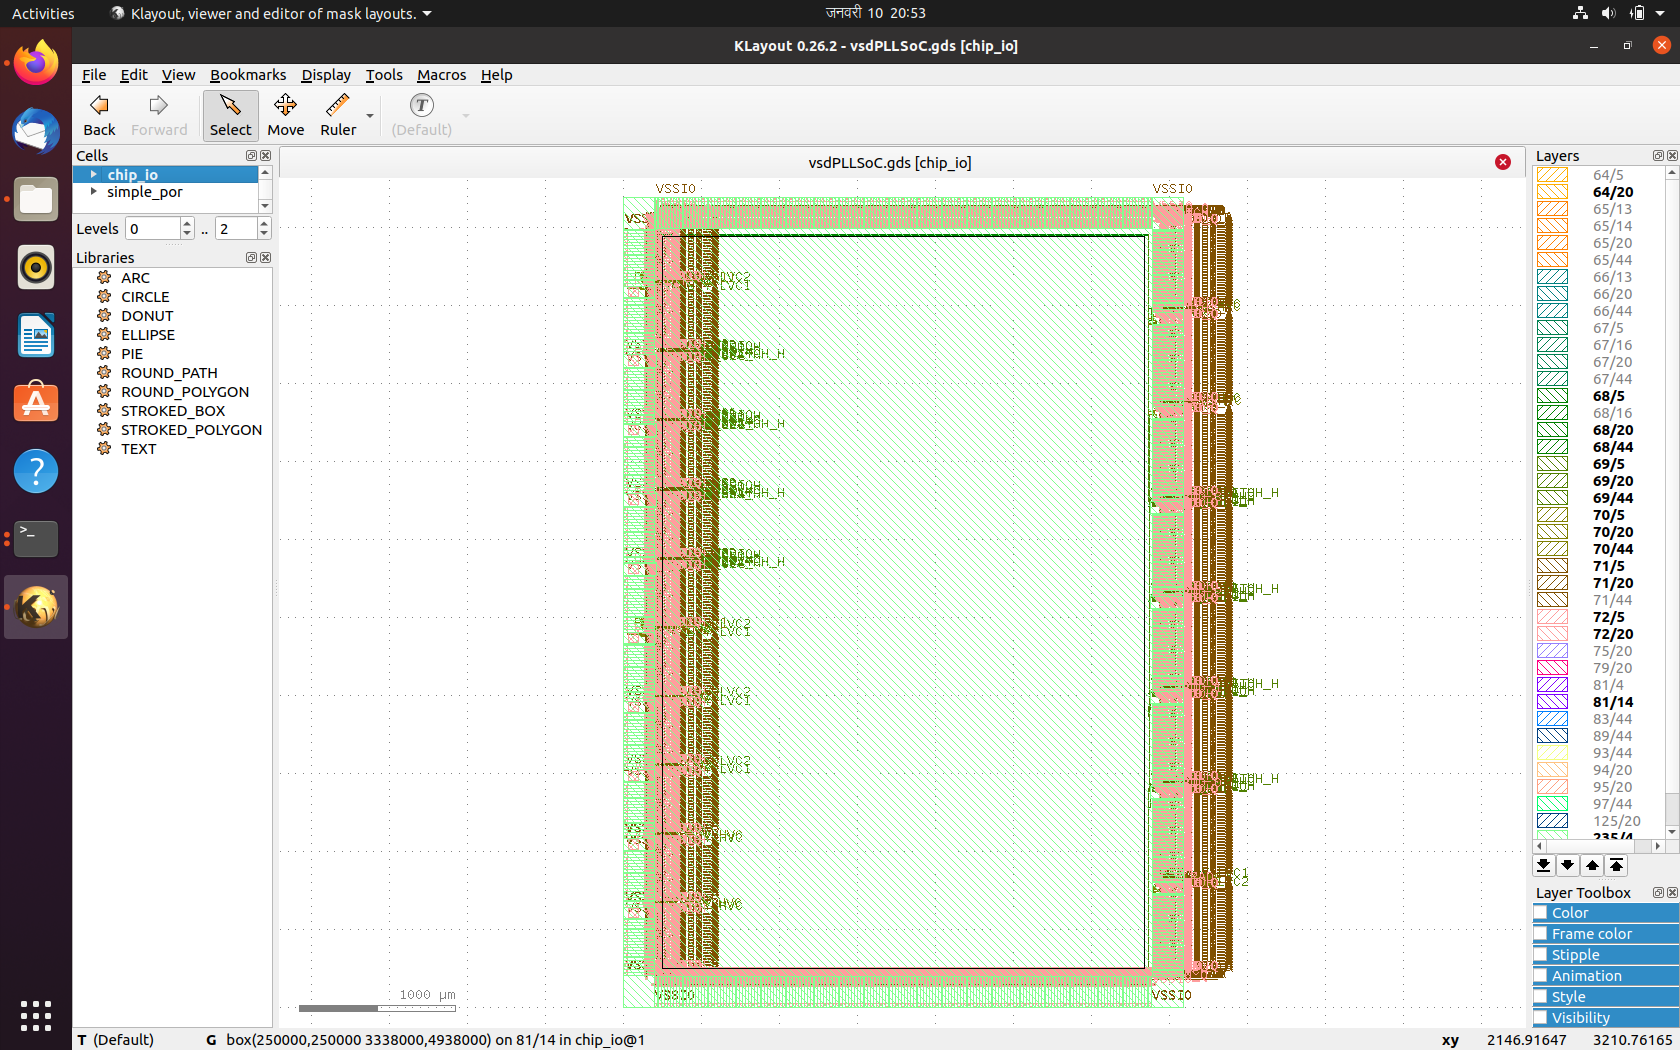 Activities
Klayout, viewer and editor of mask layouts.
जनवरी 10 20:53
KLayout 0.26.2 - vsdPLLSoC.gds [chip_io]
File Edit View Bookmarks Display Tools Macros Help
Back Forward Select Move Ruler (Default)
Cells
chip_io
simple_por
Levels 0 .. 2
Libraries
ARC
CIRCLE
DONUT
ELLIPSE
PIE
ROUND_PATH
ROUND_POLYGON
STROKED_BOX
STROKED_POLYGON
TEXT
vsdPLLSoC.gds [chip_io]
VSSIO VSSIO
VSSIO VSSIO
1000 µm
Layers
64/5
64/20
65/13
65/14
65/20
65/44
66/13
66/20
66/44
67/5
67/16
67/20
67/44
68/5
68/16
68/20
68/44
69/5
69/20
69/44
70/5
70/20
70/44
71/5
71/20
71/44
72/5
72/20
75/20
79/20
81/4
81/14
83/44
89/44
93/44
94/20
95/20
97/44
125/20
235/4
Layer Toolbox
Color
Frame color
Stipple
Animation
Style
Visibility
T (Default) G box(250000,250000 3338000,4938000) on 81/14 in chip_io@1 xy 2146.91647 3210.76165